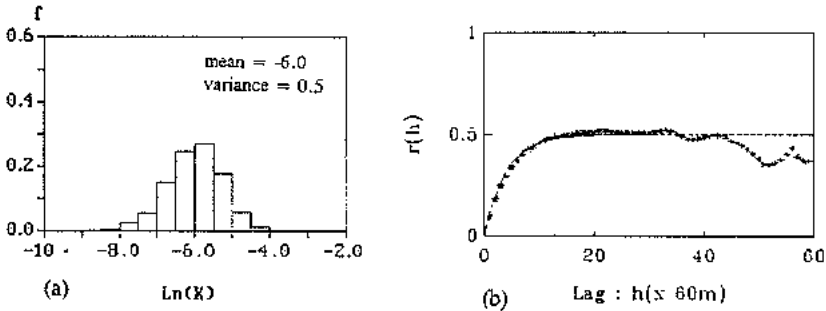 f
0.6
0.4
0.2
0.0
-10.
-8.0
-6.0
-4.0
-2.0
mean = -6.0
variance = 0.5
(a)
Ln(K)
r(h)
1
0.5
0
0
20
40
60
(b)
Lag : h(x 60m)